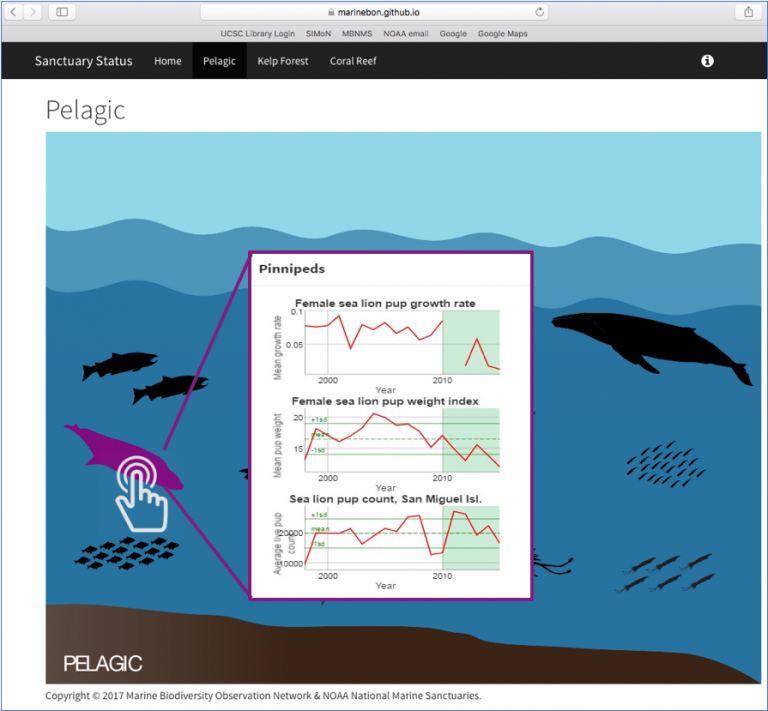 marinebon.github.io
UCSC Library Login SIMoN MBNMS NOAA email Google Google Maps
Sanctuary Status Home Pelagic Kelp Forest Coral Reef
Pelagic
Pinnipeds
Female sea lion pup growth rate
Mean growth rate
0.1
0.05
2000 2010
Year
Female sea lion pup weight index
Mean pup weight
20
15
+1sd
mean
-1sd
2000 2010
Year
Sea lion pup count, San Miguel Isl.
Average live pup
count
20000
10000
+1sd
mean
-1sd
2000 2010
Year
PELAGIC
Copyright © 2017 Marine Biodiversity Observation Network & NOAA National Marine Sanctuaries.